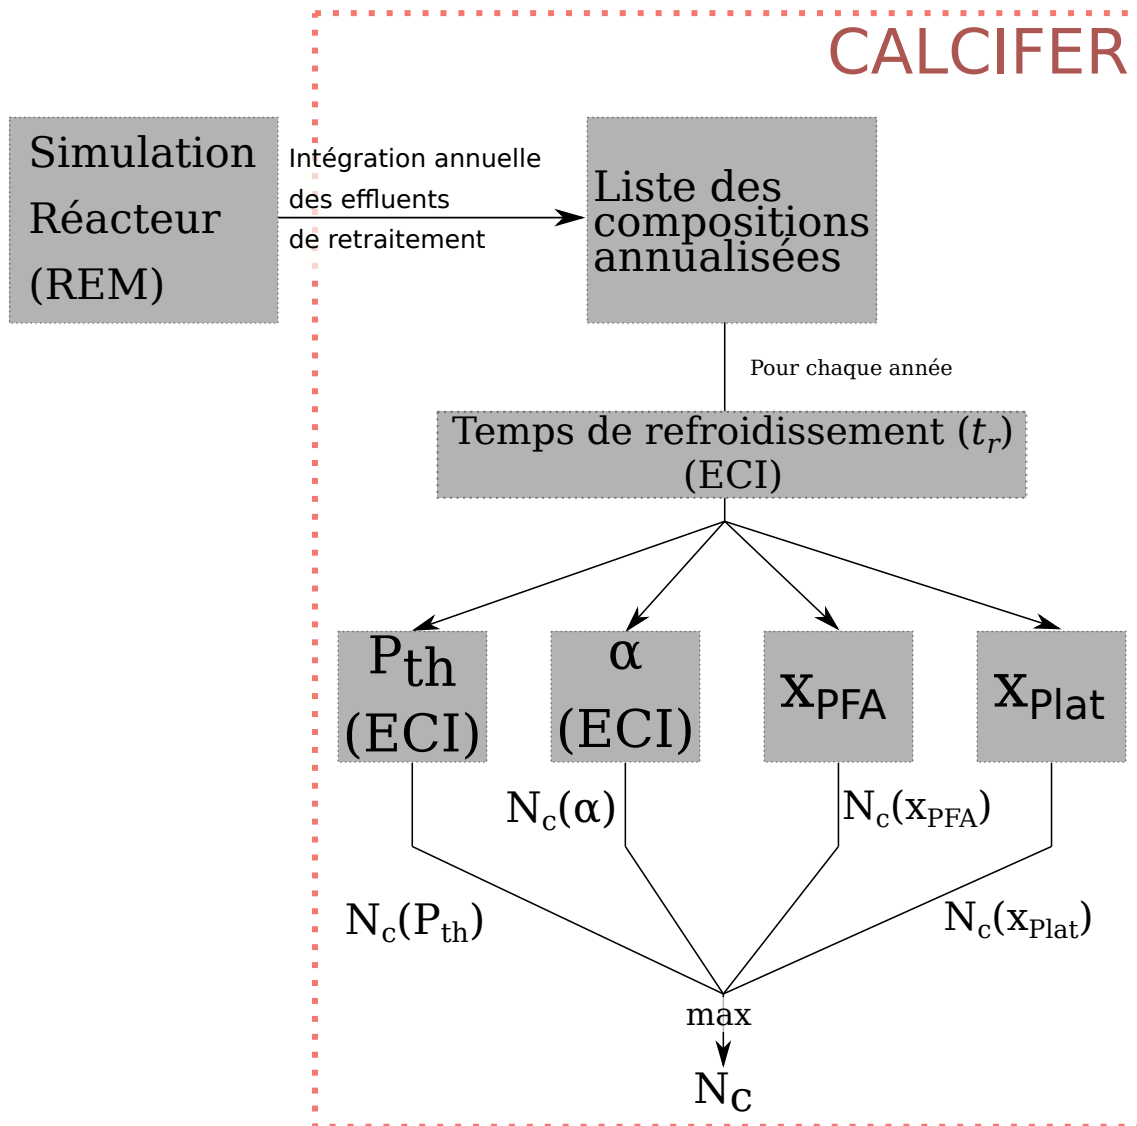 CALCIFER
Simulation
Réacteur
(REM)
Intégration annuelle
des effluents
de retraitement
Liste des
compositions
annualisées
Pour chaque année
Temps de refroidissement (t_r)
(ECI)
P_th
(ECI)
α
(ECI)
x_PFA
x_Plat
N_c(α)
N_c(x_PFA)
N_c(P_th)
N_c(x_Plat)
max
N_c